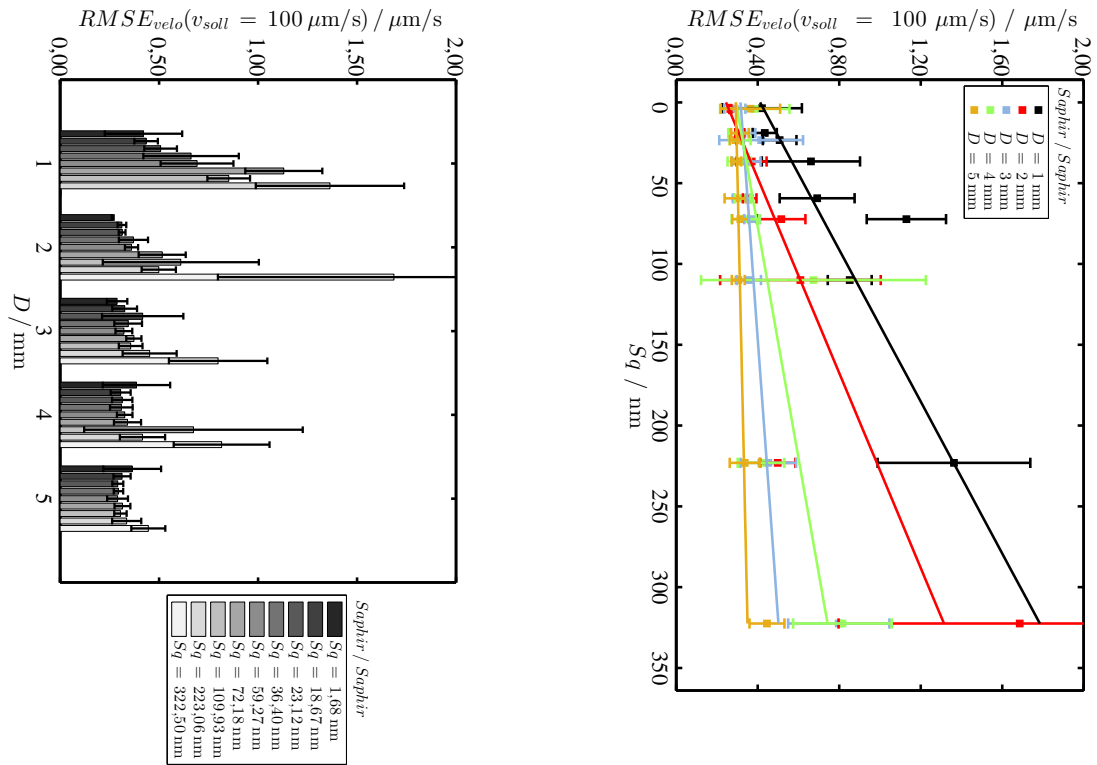 RMSE_velo(v_soll = 100 μm/s) / μm/s
2,00
1,60
1,20
0,80
0,40
0,00
0
50
100
150
200
250
300
350
Sq / nm
Saphir / Saphir
D = 1 mm
D = 2 mm
D = 3 mm
D = 4 mm
D = 5 mm
RMSE_velo(v_soll = 100 μm/s) / μm/s
2,00
1,50
1,00
0,50
0,00
1
2
3
4
5
D / mm
Saphir / Saphir
Sq = 1,68 nm
Sq = 18,67 nm
Sq = 23,12 nm
Sq = 36,40 nm
Sq = 59,27 nm
Sq = 72,18 nm
Sq = 109,93 nm
Sq = 223,06 nm
Sq = 322,50 nm